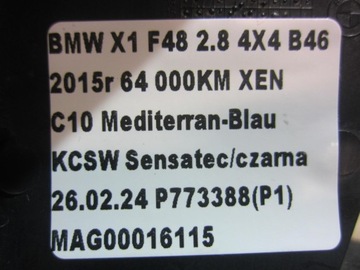 BMW X1 F48 2.8 4X4 B46
2015r 64 000KM XEN
C10 Mediterran-Blau
KCSW Sensatec/czarna
26.02.24 P773388(P1)
MAG00016115